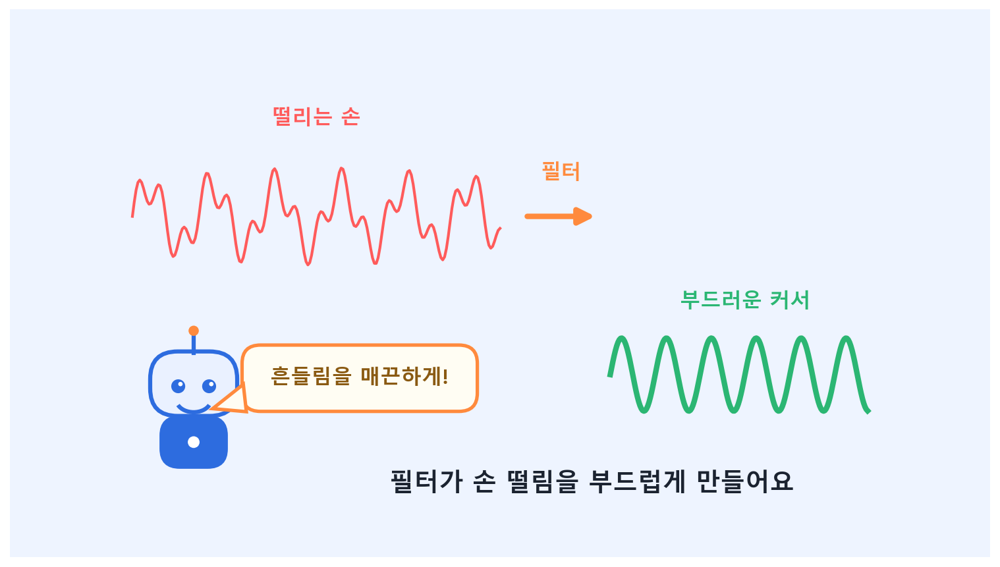 떨리는 손
필터
부드러운 커서
흔들림을 매끈하게!
필터가 손 떨림을 부드럽게 만들어요